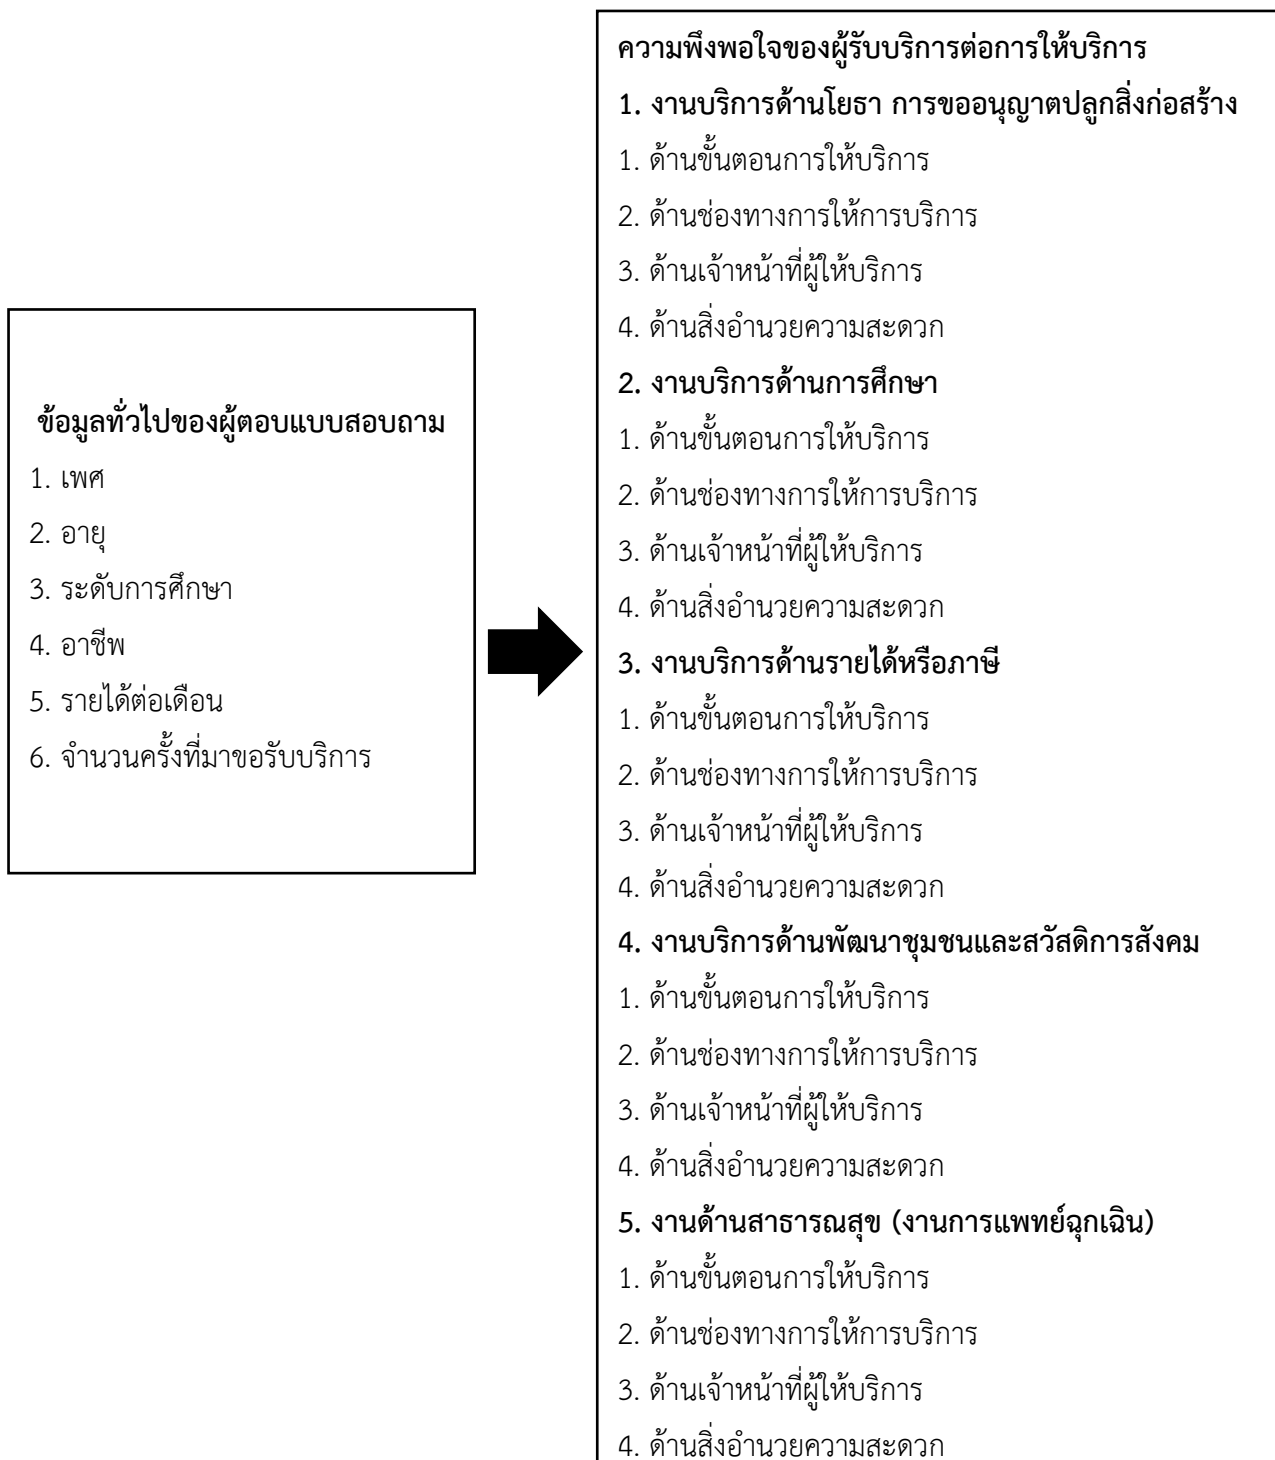 ข้อมูลทั่วไปของผู้ตอบแบบสอบถาม
1. เพศ
2. อายุ
3. ระดับการศึกษา
4. อาชีพ
5. รายได้ต่อเดือน
6. จำนวนครั้งที่มาขอรับบริการ
ความพึงพอใจของผู้รับบริการต่อการให้บริการ
1. งานบริการด้านโยธา การขออนุญาตปลูกสิ่งก่อสร้าง
1. ด้านขั้นตอนการให้บริการ
2. ด้านช่องทางการให้การบริการ
3. ด้านเจ้าหน้าที่ผู้ให้บริการ
4. ด้านสิ่งอำนวยความสะดวก
2. งานบริการด้านการศึกษา
1. ด้านขั้นตอนการให้บริการ
2. ด้านช่องทางการให้การบริการ
3. ด้านเจ้าหน้าที่ผู้ให้บริการ
4. ด้านสิ่งอำนวยความสะดวก
3. งานบริการด้านรายได้หรือภาษี
1. ด้านขั้นตอนการให้บริการ
2. ด้านช่องทางการให้การบริการ
3. ด้านเจ้าหน้าที่ผู้ให้บริการ
4. ด้านสิ่งอำนวยความสะดวก
4. งานบริการด้านพัฒนาชุมชนและสวัสดิการสังคม
1. ด้านขั้นตอนการให้บริการ
2. ด้านช่องทางการให้การบริการ
3. ด้านเจ้าหน้าที่ผู้ให้บริการ
4. ด้านสิ่งอำนวยความสะดวก
5. งานด้านสาธารณสุข (งานการแพทย์ฉุกเฉิน)
1. ด้านขั้นตอนการให้บริการ
2. ด้านช่องทางการให้การบริการ
3. ด้านเจ้าหน้าที่ผู้ให้บริการ
4. ด้านสิ่งอำนวยความสะดวก